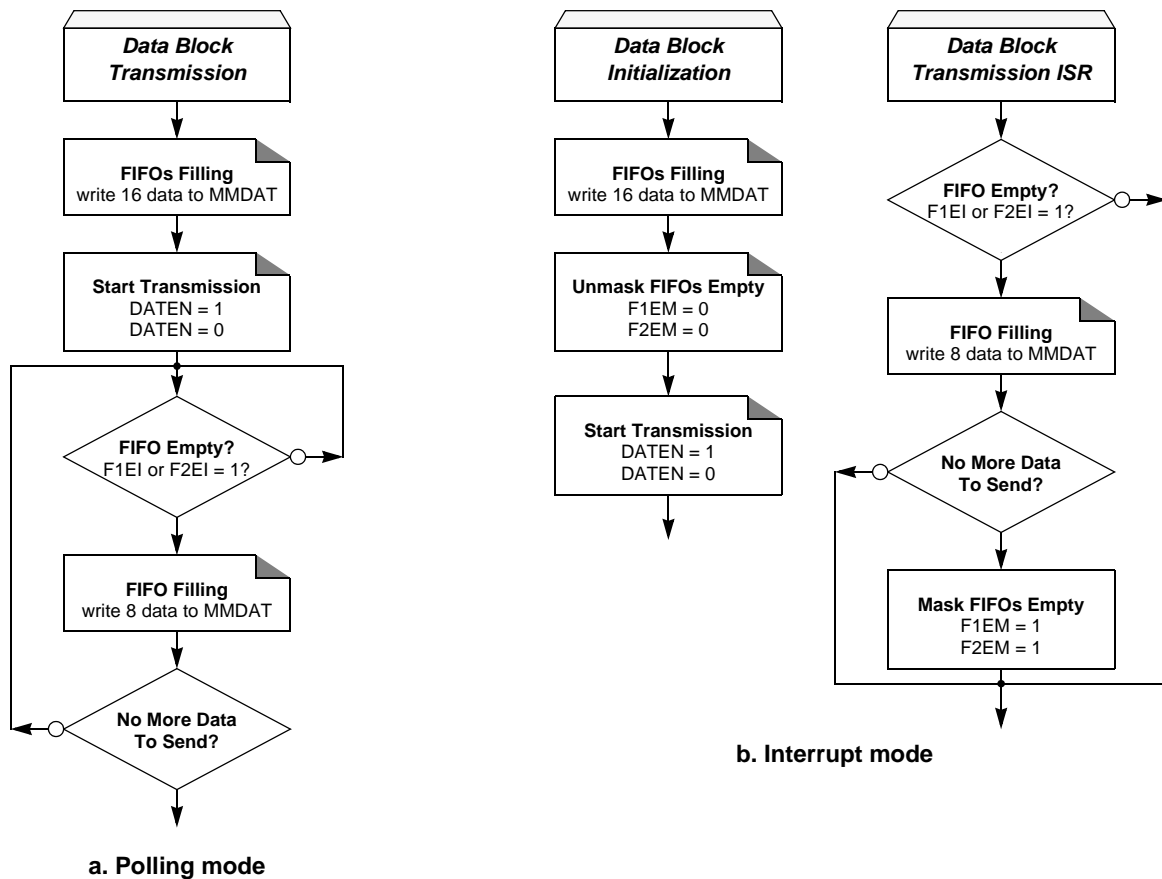 Data Block
Transmission
FIFOs Filling
write 16 data to MMDAT
Start Transmission
DATEN = 1
DATEN = 0
FIFO Empty?
F1EI or F2EI = 1?
FIFO Filling
write 8 data to MMDAT
No More Data
To Send?
a. Polling mode
Data Block
Initialization
FIFOs Filling
write 16 data to MMDAT
Unmask FIFOs Empty
F1EM = 0
F2EM = 0
Start Transmission
DATEN = 1
DATEN = 0
Data Block
Transmission ISR
FIFO Empty?
F1EI or F2EI = 1?
FIFO Filling
write 8 data to MMDAT
No More Data
To Send?
Mask FIFOs Empty
F1EM = 1
F2EM = 1
b. Interrupt mode